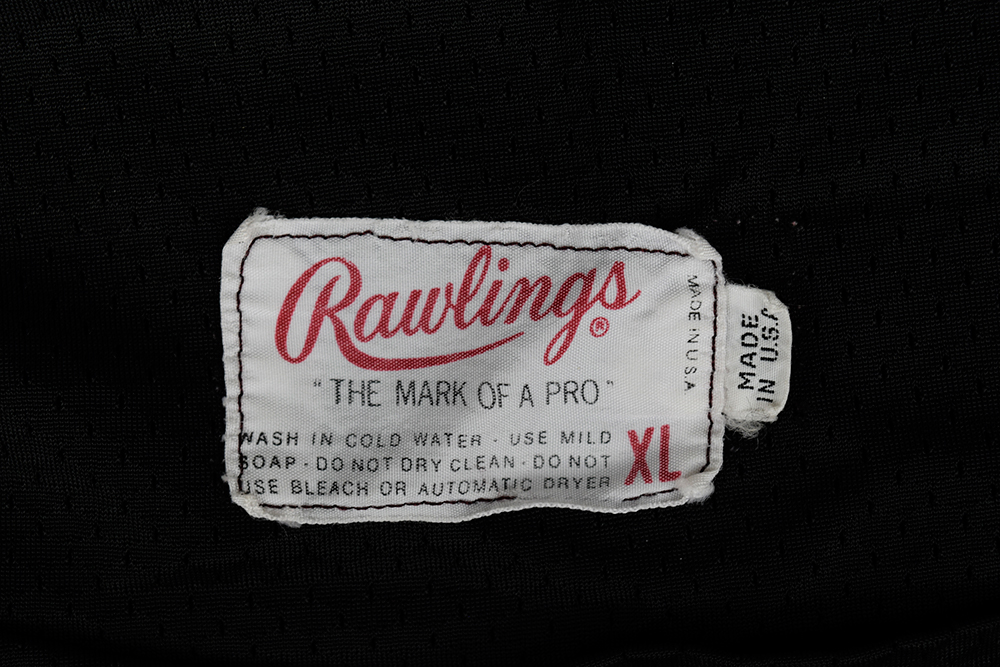 Rawlings®
"THE MARK OF A PRO"
WASH IN COLD WATER · USE MILD
SOAP · DO NOT DRY CLEAN · DO NOT
USE BLEACH OR AUTOMATIC DRYER
XL
MADE IN USA
MADE
IN U.S.A